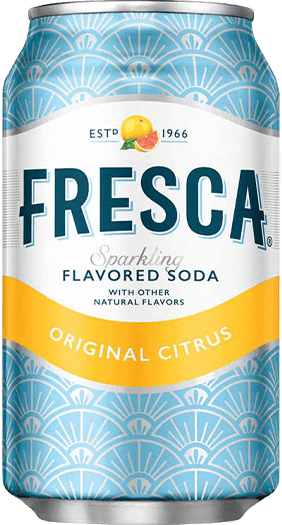 ESTD 1966
FRESCA®
Sparkling
FLAVORED SODA
WITH OTHER
NATURAL FLAVORS
ORIGINAL CITRUS